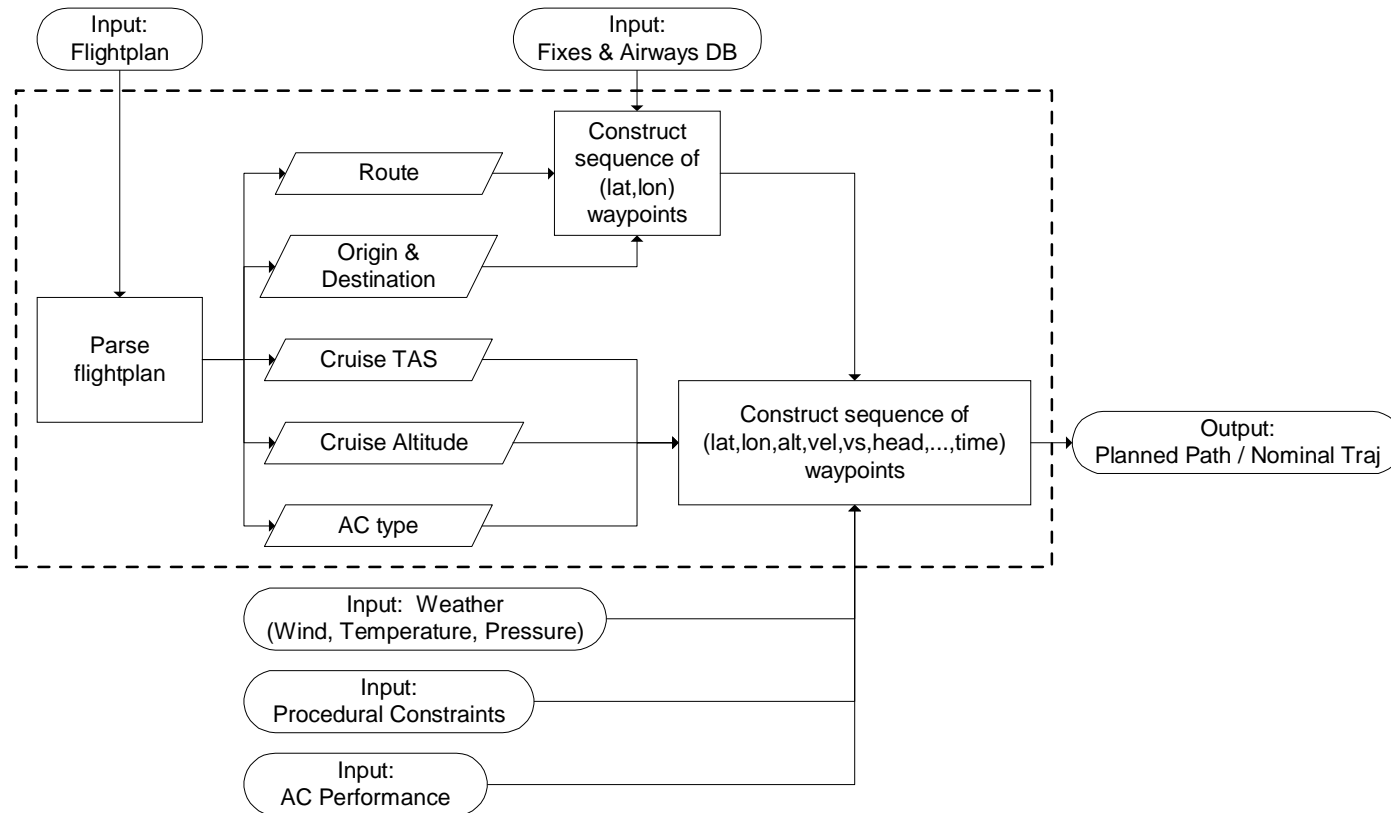 Input:
Flightplan
Input:
Fixes & Airways DB
Construct
sequence of
(lat,lon)
waypoints
Route
Origin &
Destination
Parse
flightplan
Cruise TAS
Cruise Altitude
AC type
Construct sequence of
(lat,lon,alt,vel,vs,head,...,time)
waypoints
Output:
Planned Path / Nominal Traj
Input:  Weather
(Wind, Temperature, Pressure)
Input:
Procedural Constraints
Input:
AC Performance